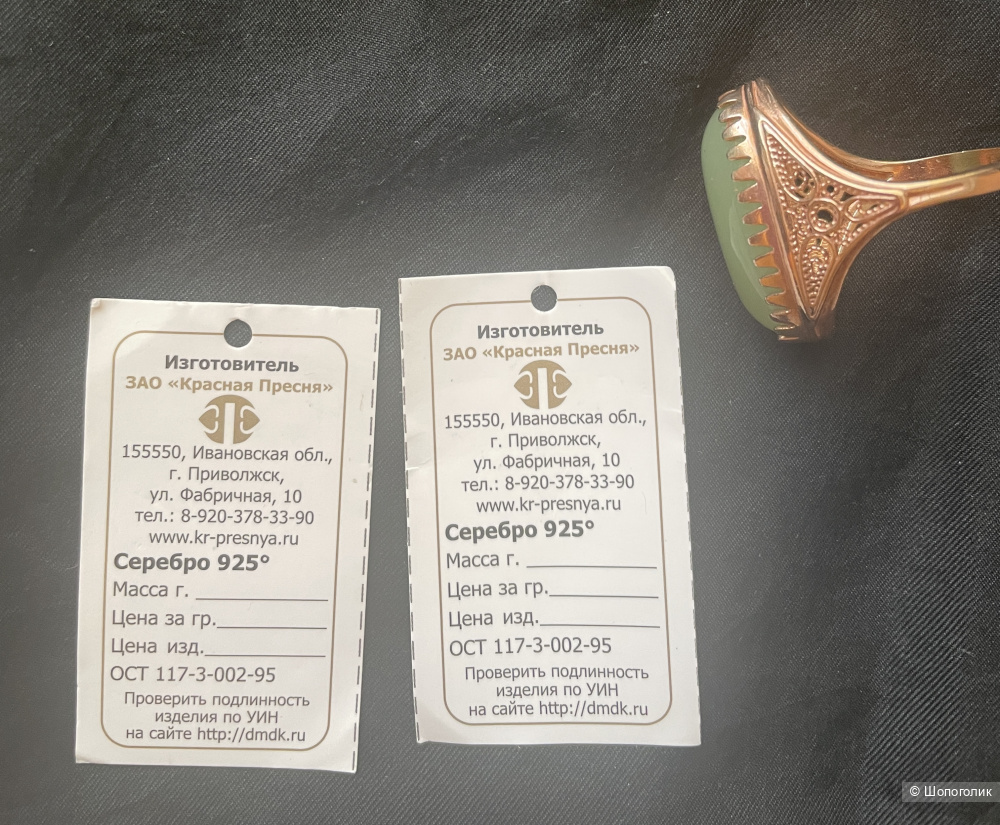 Изготовитель
ЗАО «Красная Пресня»
155550, Ивановская обл.,
г. Приволжск,
ул. Фабричная, 10
тел.: 8-920-378-33-90
www.kr-presnya.ru
Серебро 925°
Масса г.
Цена за гр.
Цена изд.
ОСТ 117-3-002-95
Проверить подлинность
изделия по УИН
на сайте http://dmdk.ru
Изготовитель
ЗАО «Красная Пресня»
155550, Ивановская обл.,
г. Приволжск,
ул. Фабричная, 10
тел.: 8-920-378-33-90
www.kr-presnya.ru
Серебро 925°
Масса г.
Цена за гр.
Цена изд.
ОСТ 117-3-002-95
Проверить подлинность
изделия по УИН
на сайте http://dmdk.ru
© Шопоголик